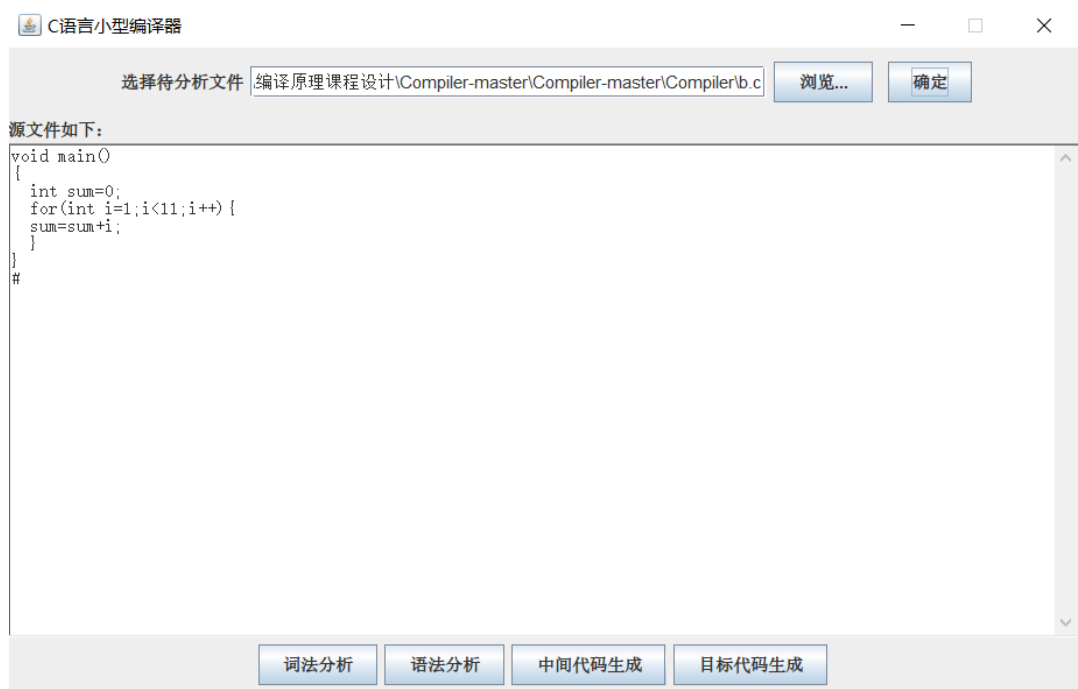 C语言小型编译器
选择待分析文件 编译原理课程设计\Compiler-master\Compiler-master\Compiler\b.c 浏览... 确定
源文件如下：
void main()
{
  int sum=0;
  for(int i=1;i<11;i++){
  sum=sum+i;
  }
}
#
词法分析 语法分析 中间代码生成 目标代码生成